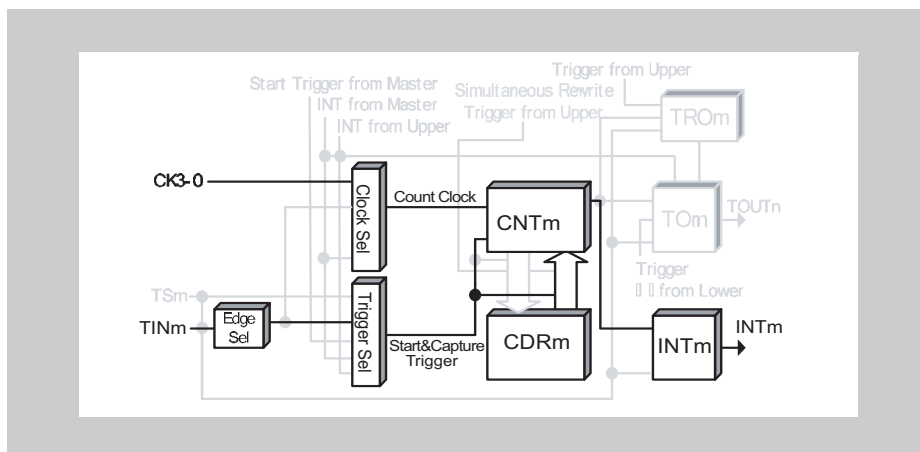 Trigger from Upper
Start Trigger from Master
Simultaneous Rewrite
INT from Master
Trigger from Upper
INT from Upper
TROm
CK3-0
Clock Sel
Count Clock
CNTm
TOm
TOUTn
Trigger
from Lower
TSm
TINm
Edge
Sel
Trigger Sel
Start&Capture
Trigger
CDRm
INTm
INTm